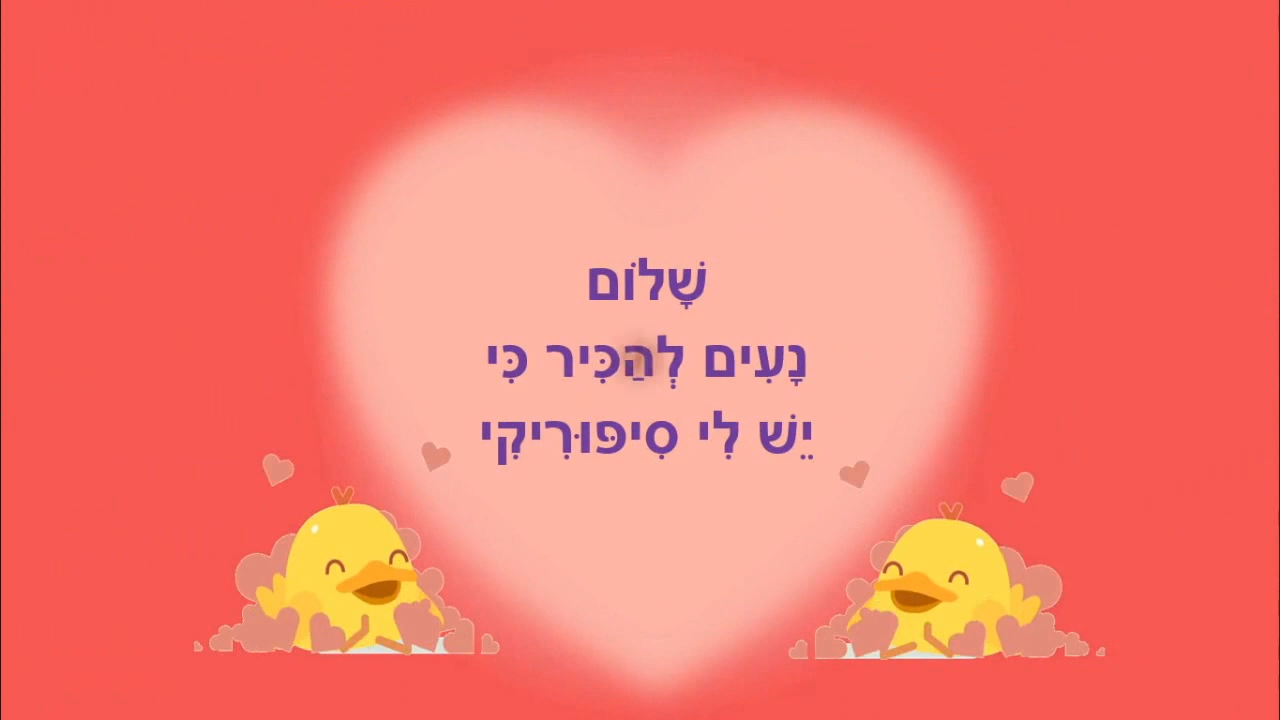 שָׁלוֹם
נָעִים לְהַכִּיר כִּי
יֵשׁ לִי סִיפּוּרִיקִי